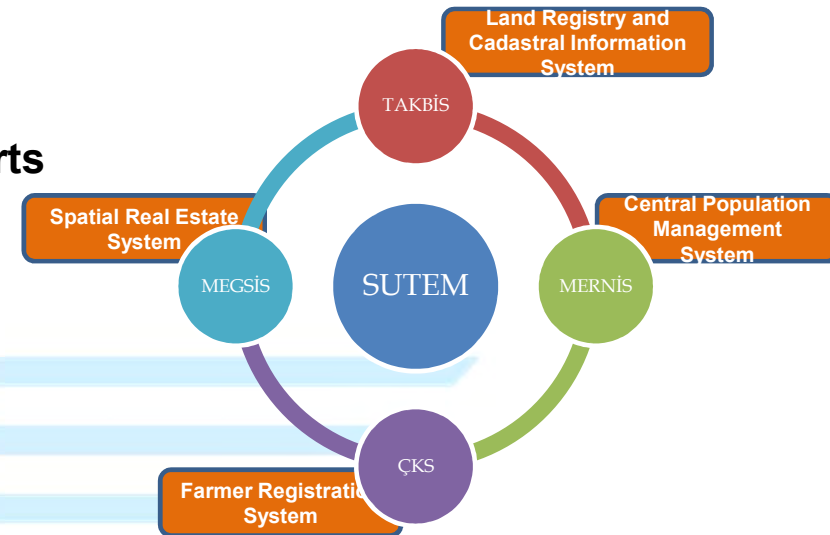 Land Registry and
Cadastral Information
System
TAKBİS
rts
Spatial Real Estate
System
Central Population
Management
System
MEGSİS
SUTEM
MERNİS
ÇKS
Farmer Registratio
System